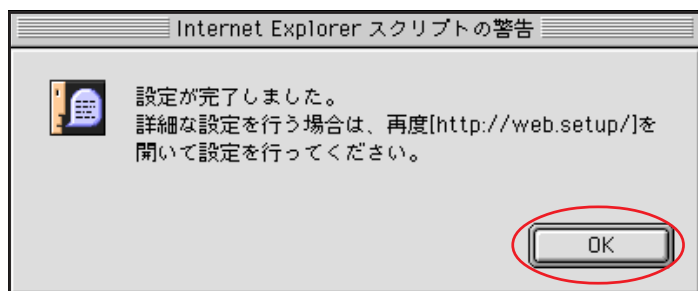 Internet Explorer スクリプトの警告
設定が完了しました。
詳細な設定を行う場合は、再度[http://web.setup/]を
開いて設定を行ってください。
OK